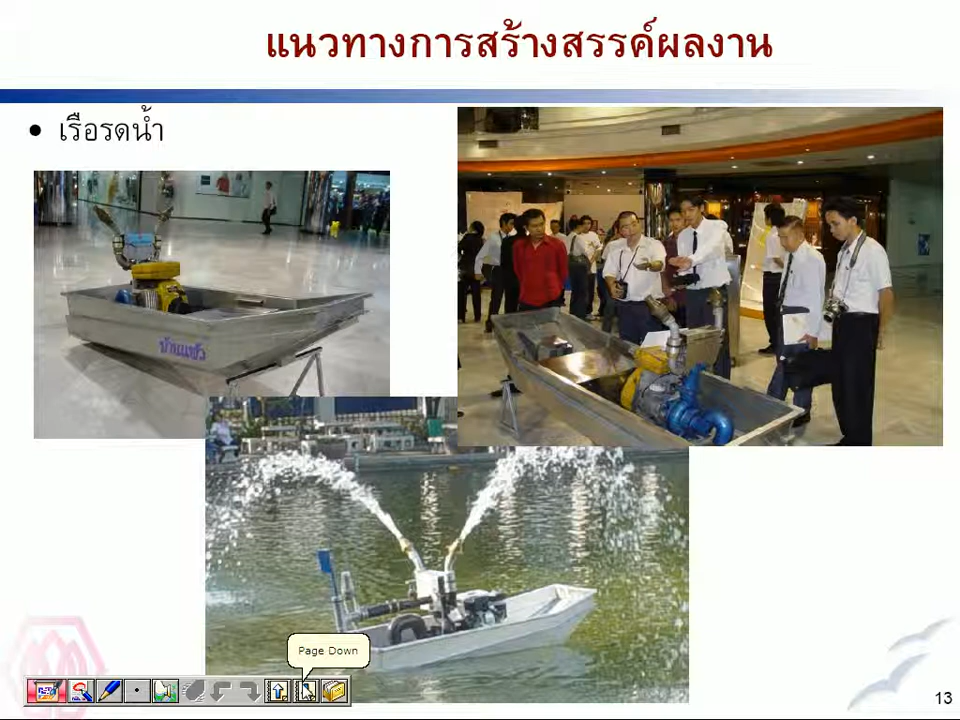 แนวทางการสร้างสรรค์ผลงาน
• เรือรดน้ำ
บ้านแพ้ว
Page Down
13